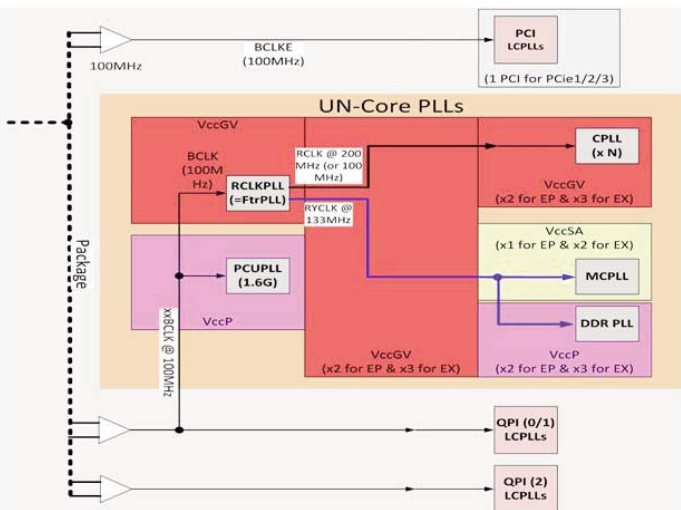 PCI
LCPLLs
100MHz
BCLKE
(100MHz)
(1 PCI for PCie1/2/3)
UN-Core PLLs
VccGV
BCLK
(100M
Hz)
RCLKPLL
(=FtrPLL)
RCLK @ 200
MHz (or 100
MHz)
RYCLK @
133MHz
CPLL
(x N)
VccGV
(x2 for EP & x3 for EX)
VccSA
(x1 for EP & x2 for EX)
MCPLL
PCUPLL
(1.6G)
VccP
DDR PLL
VccGV
(x2 for EP & x3 for EX)
VccP
(x2 for EP & x3 for EX)
Package
xxBCLK @ 100MHz
QPI (0/1)
LCPLLs
QPI (2)
LCPLLs